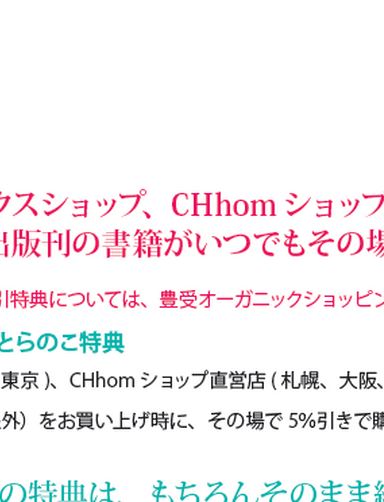 クスショップ、CHhom ショップ
出版刊の書籍がいつでもその場
引特典については、豊受オーガニックショッピン
とらのこ特典
東京 )、CHhom ショップ直営店 ( 札幌、大阪、
外）をお買い上げ時に、その場で 5%引きで購
の特典は、もちろんそのまま継